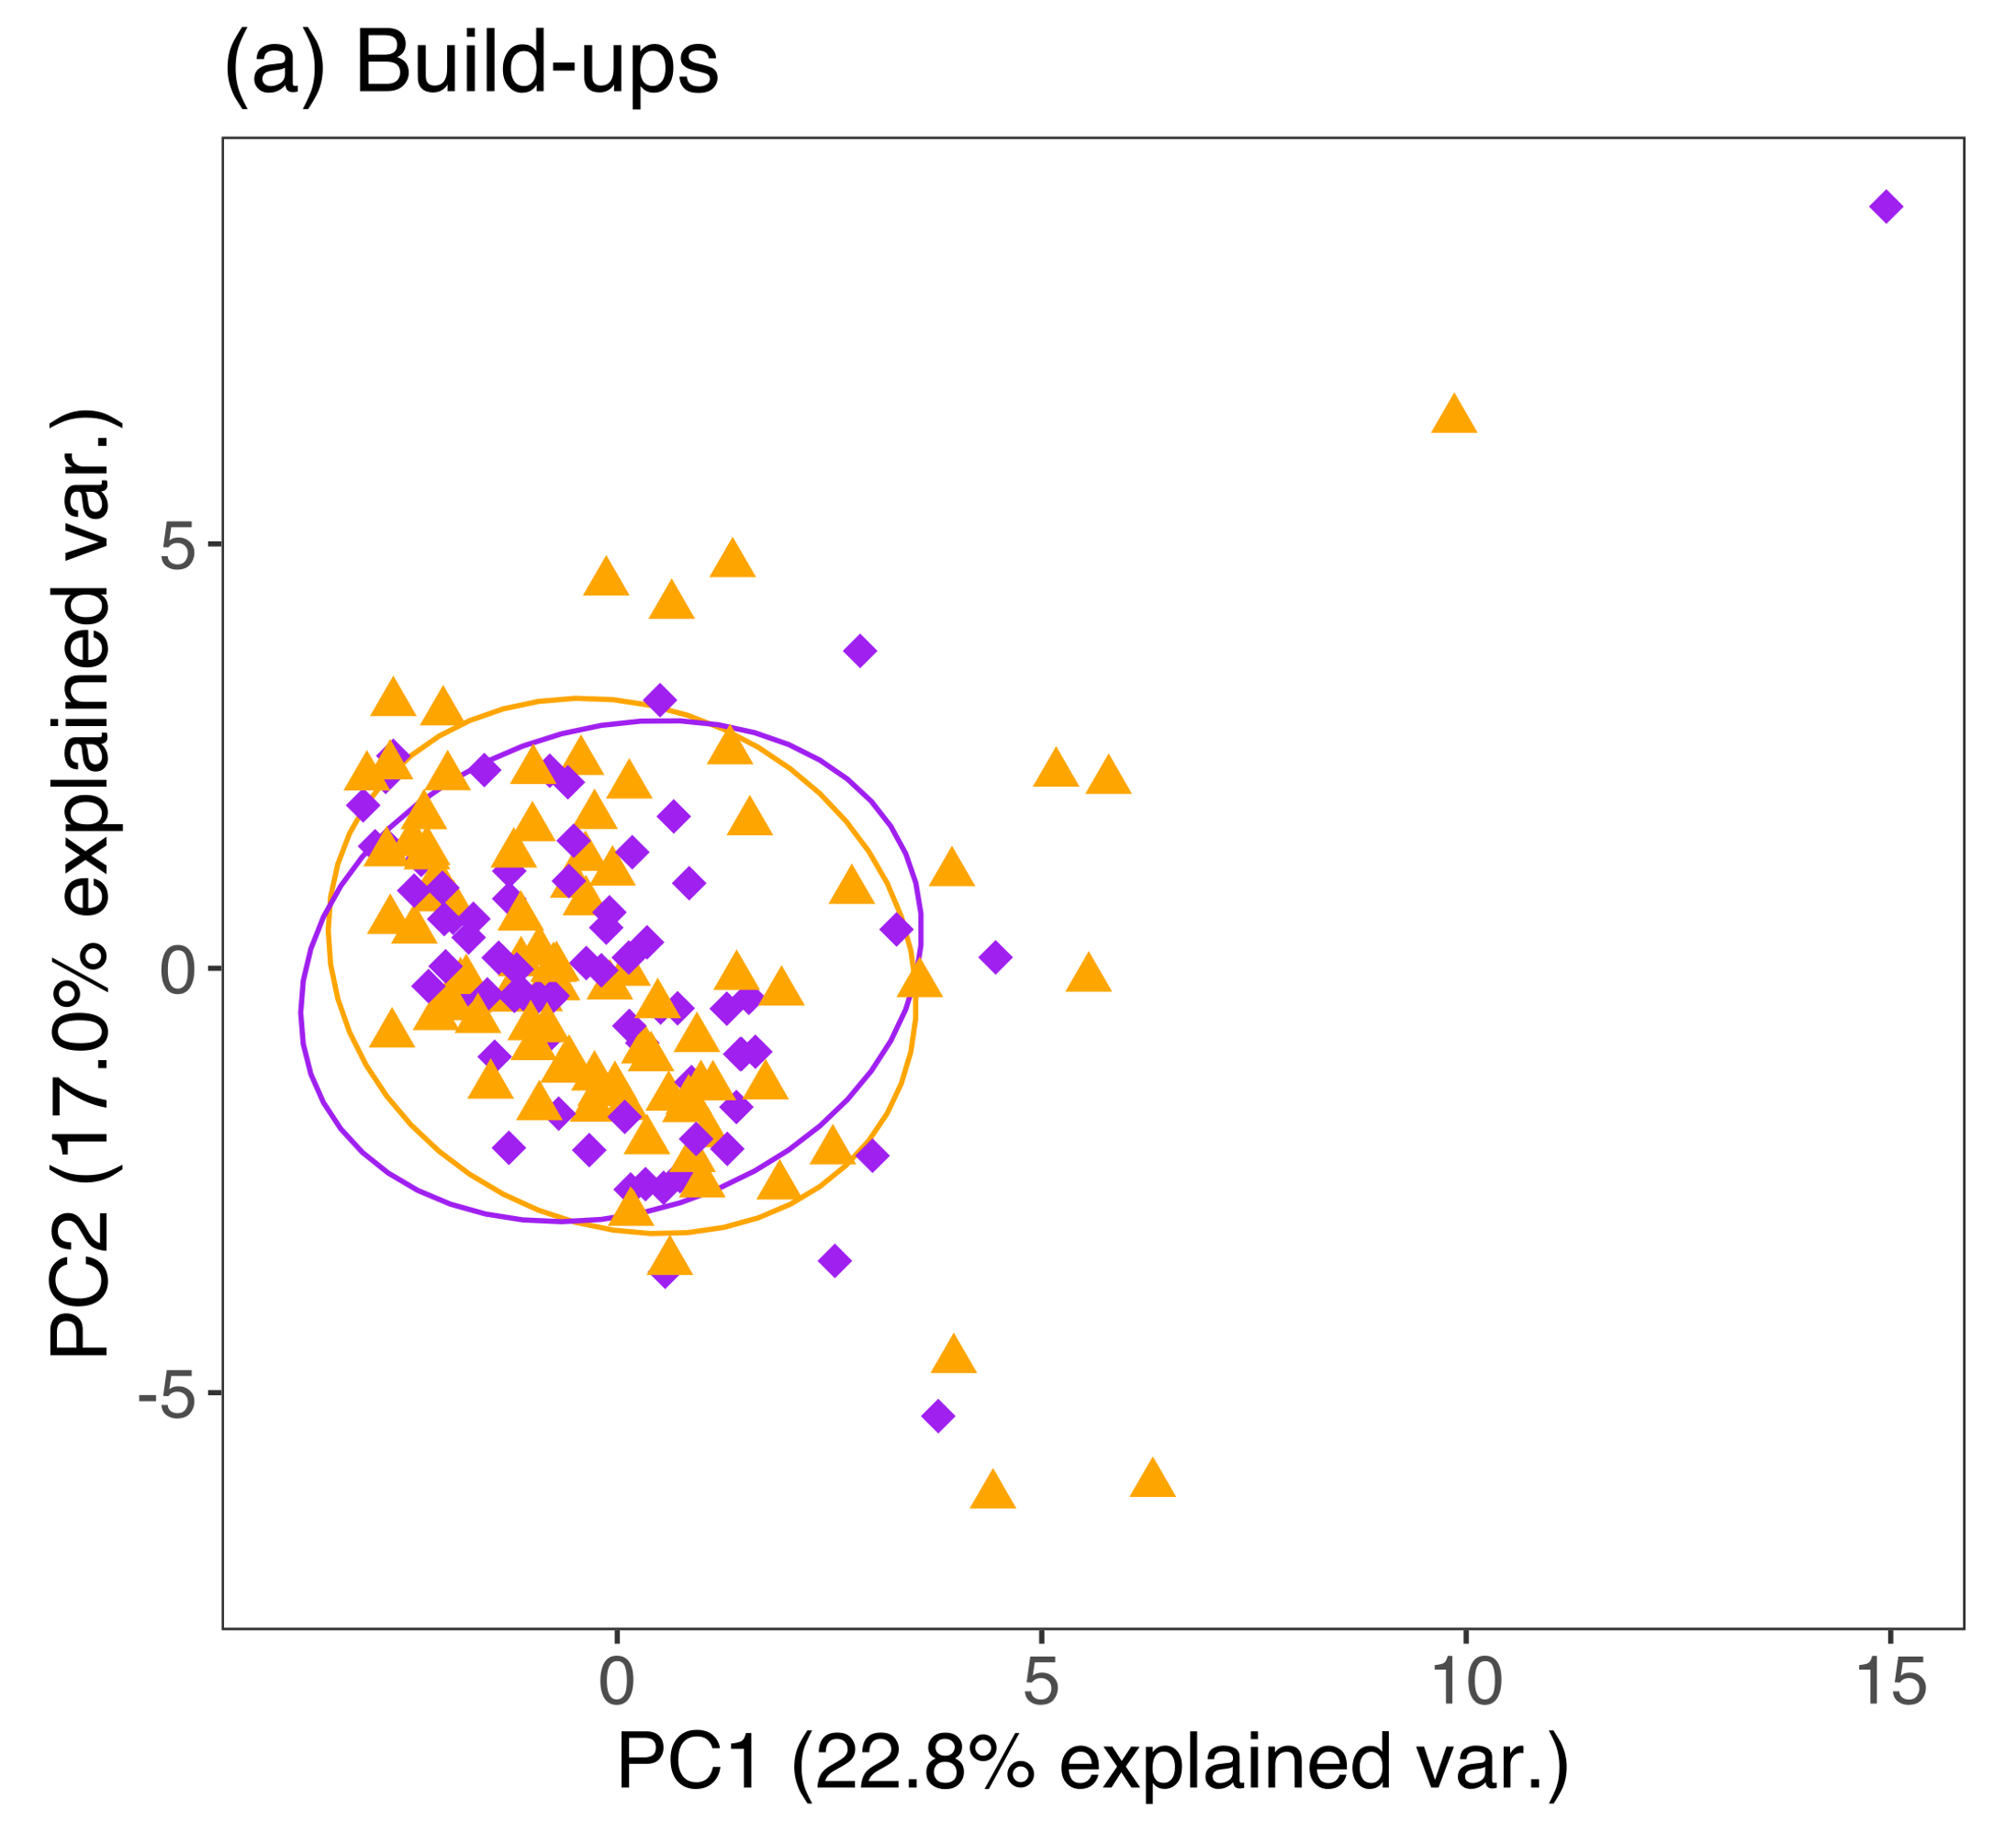 (a) Build-ups
PC2 (17.0% explained var.)
5
0
-5
0
5
10
15
PC1 (22.8% explained var.)